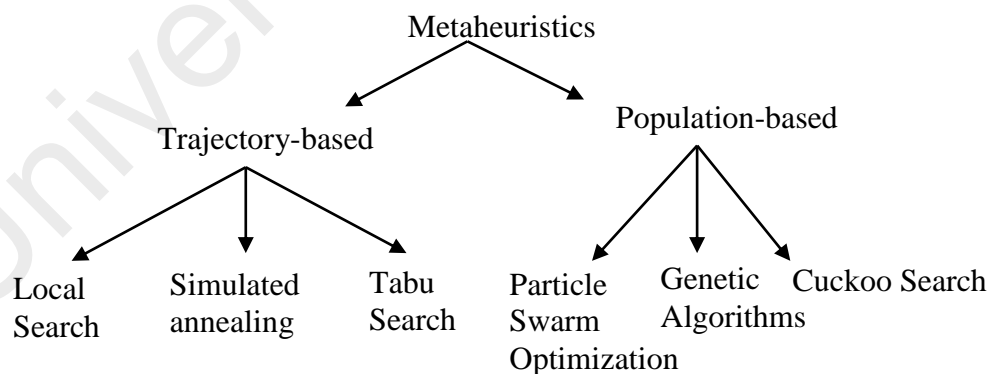 Metaheuristics
Trajectory-based
Population-based
Local
Search
Simulated
annealing
Tabu
Search
Particle
Swarm
Optimization
Genetic
Algorithms
Cuckoo Search